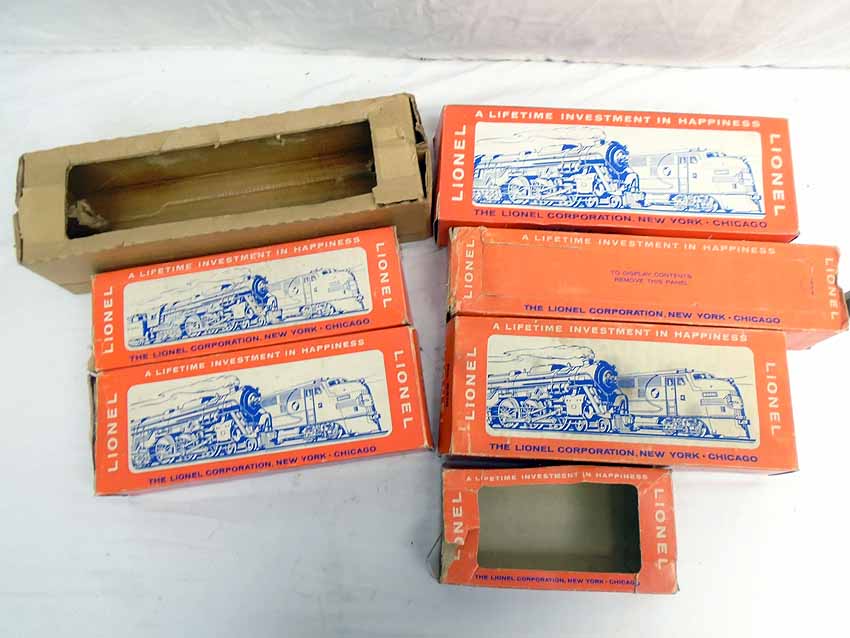 A LIFETIME INVESTMENT IN HAPPINESS
LIONEL
LIONEL
THE LIONEL CORPORATION, NEW YORK · CHICAGO
A LIFETIME INVESTMENT IN HAPPINESS
LIONEL
LIONEL
TO DISPLAY CONTENTS
REMOVE THIS PANEL
THE LIONEL CORPORATION, NEW YORK · CHICAGO
A LIFETIME INVESTMENT IN HAPPINESS
LIONEL
LIONEL
THE LIONEL CORPORATION, NEW YORK · CHICAGO
A LIFETIME INVESTMENT IN HAPPINESS
LIONEL
LIONEL
THE LIONEL CORPORATION, NEW YORK · CHICAGO
A LIFETIME INVESTMENT IN HAPPINESS
LIONEL
LIONEL
THE LIONEL CORPORATION, NEW YORK · CHICAGO
A LIFETIME INVESTMENT IN HAPPINESS
LIONEL
LIONEL
THE LIONEL CORPORATION, NEW YORK · CHICAGO